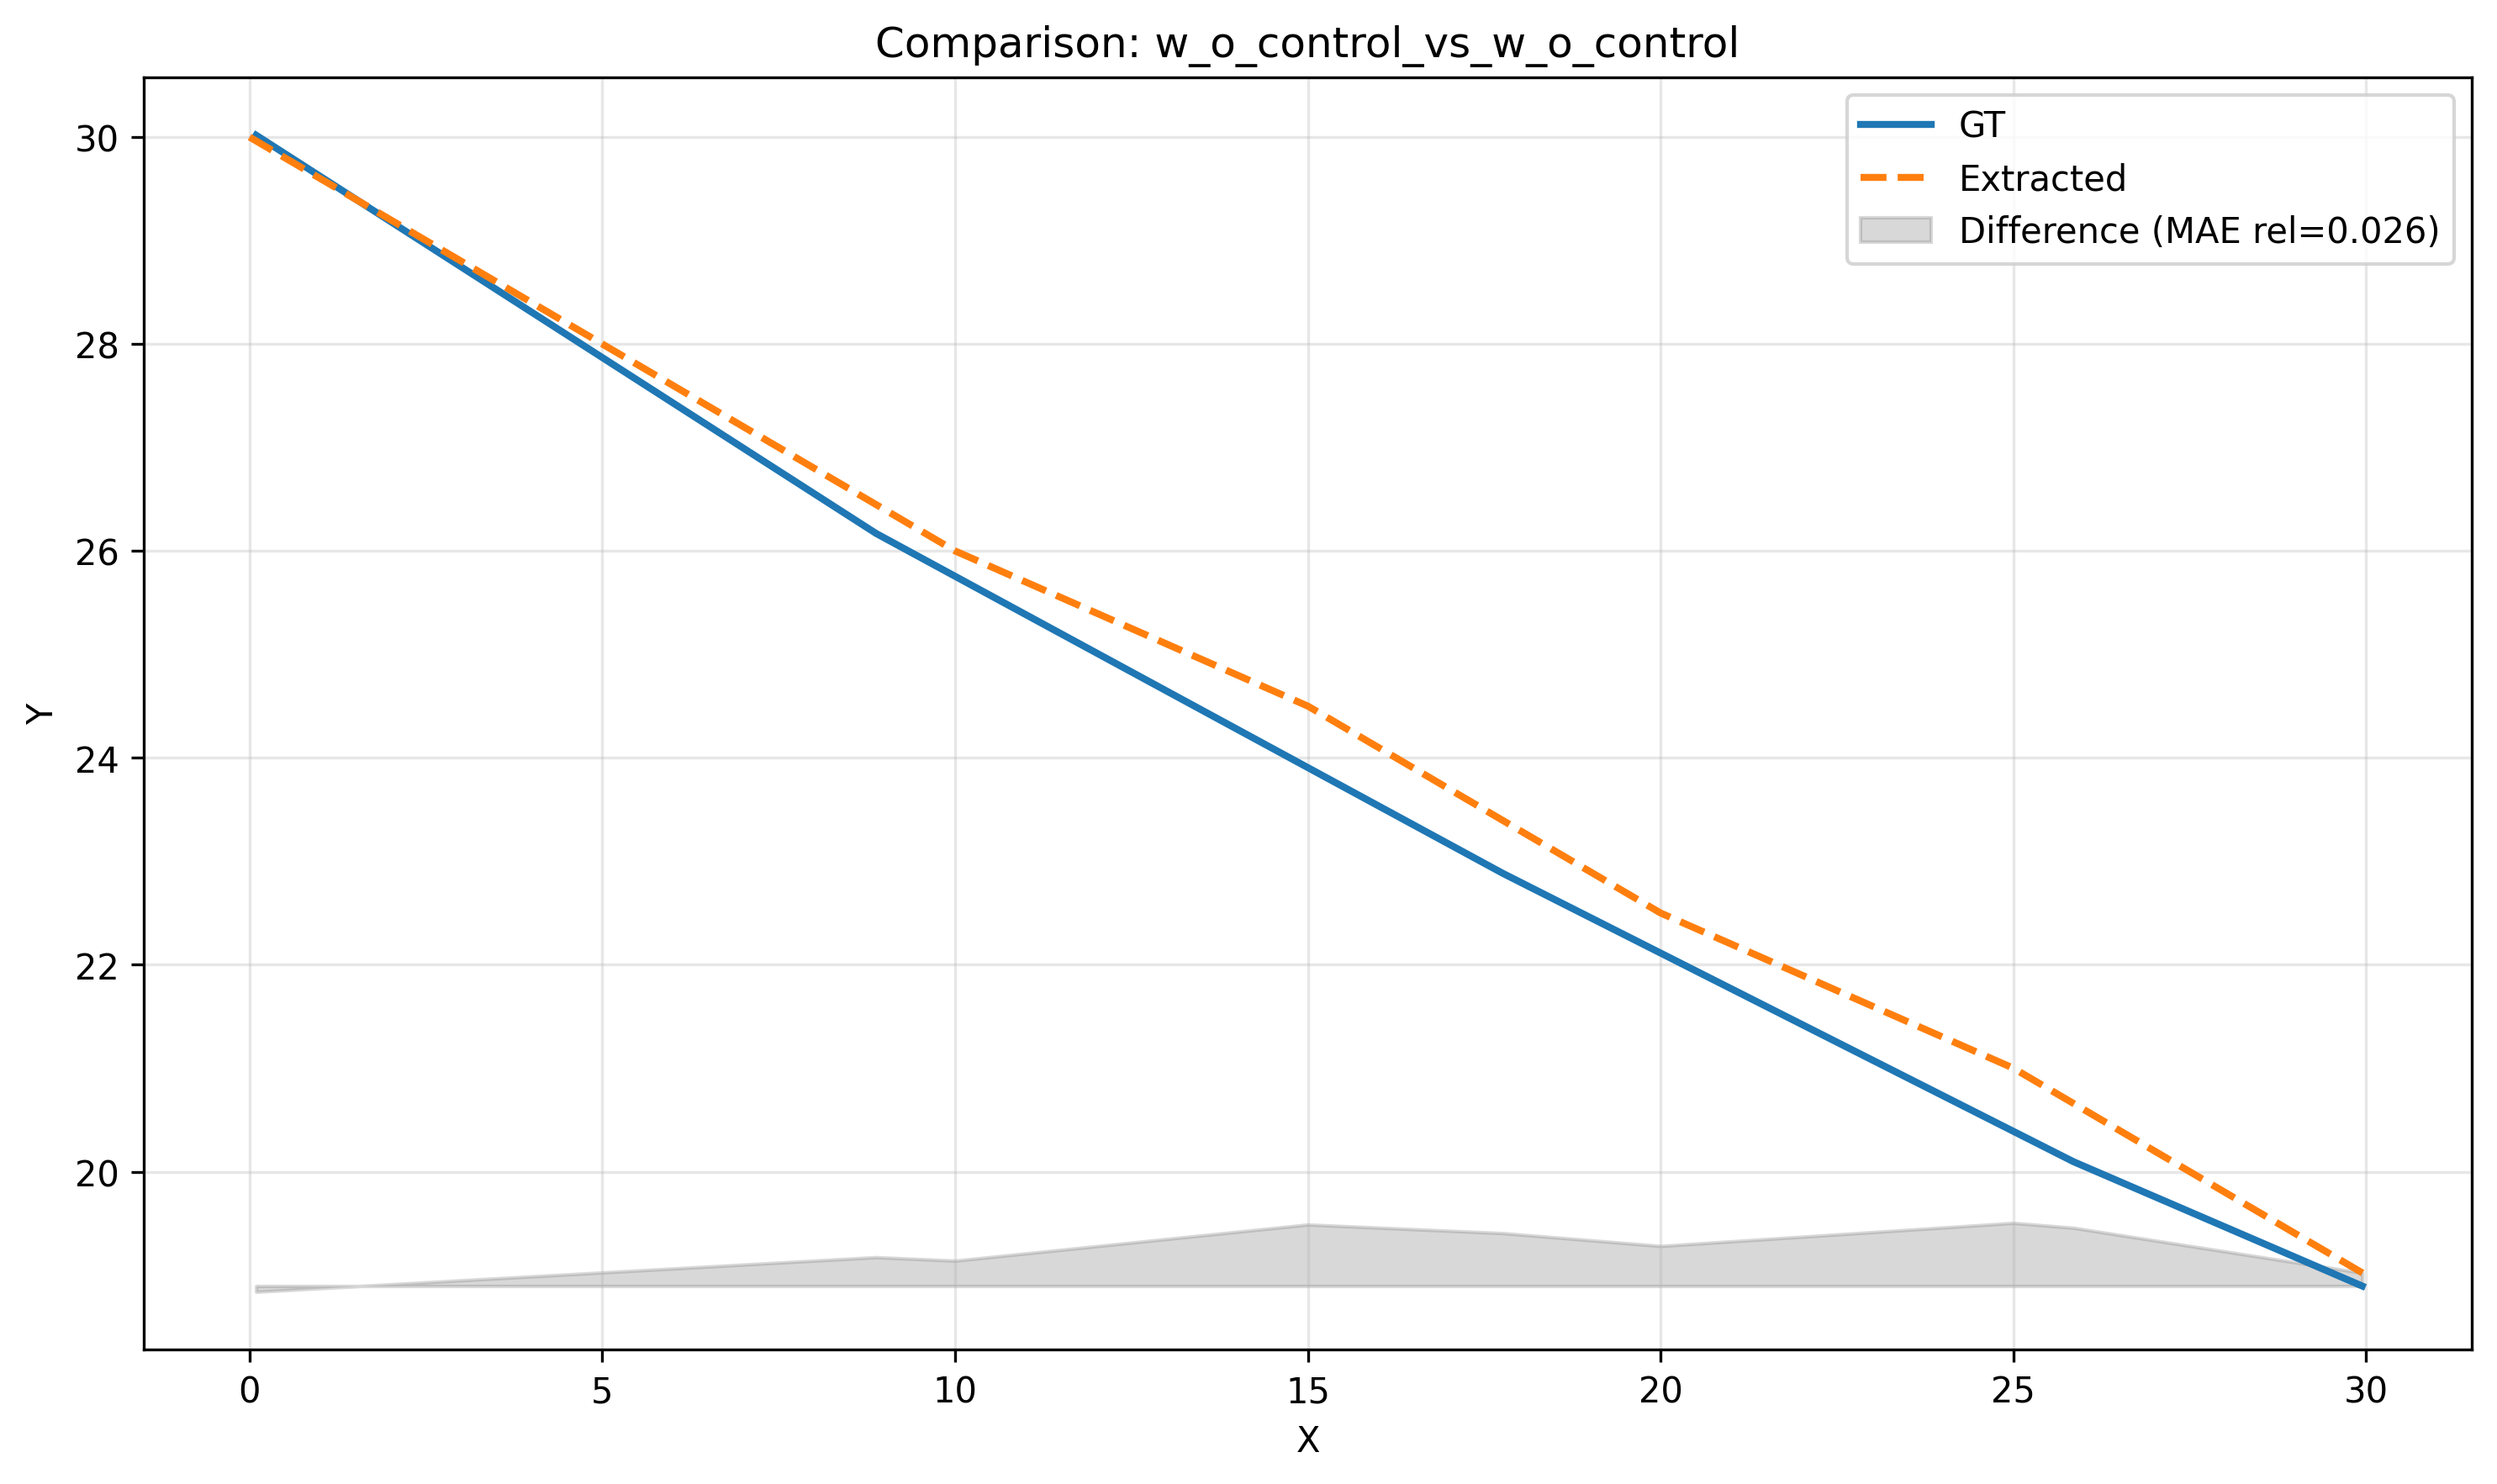 Comparison: w_o_control_vs_w_o_control
GT
Extracted
Difference (MAE rel=0.026)
30
28
26
24
22
20
Y
0 5 10 15 20 25 30
X